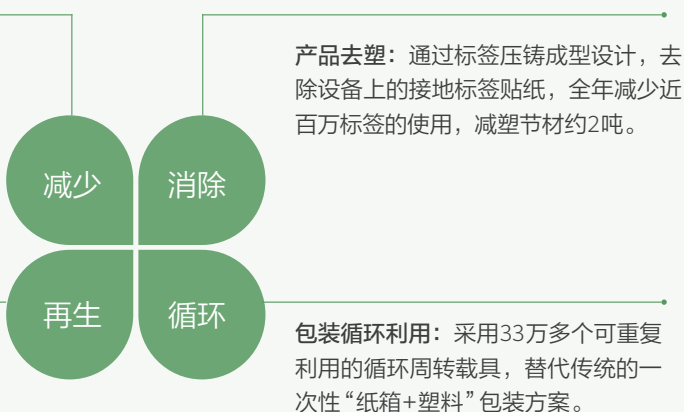 减少
消除
再生
循环
产品去塑：通过标签压铸成型设计，去
除设备上的接地标签贴纸，全年减少近
百万标签的使用，减塑节材约2吨。
包装循环利用：采用33万多个可重复
利用的循环周转载具，替代传统的一
次性“纸箱+塑料”包装方案。